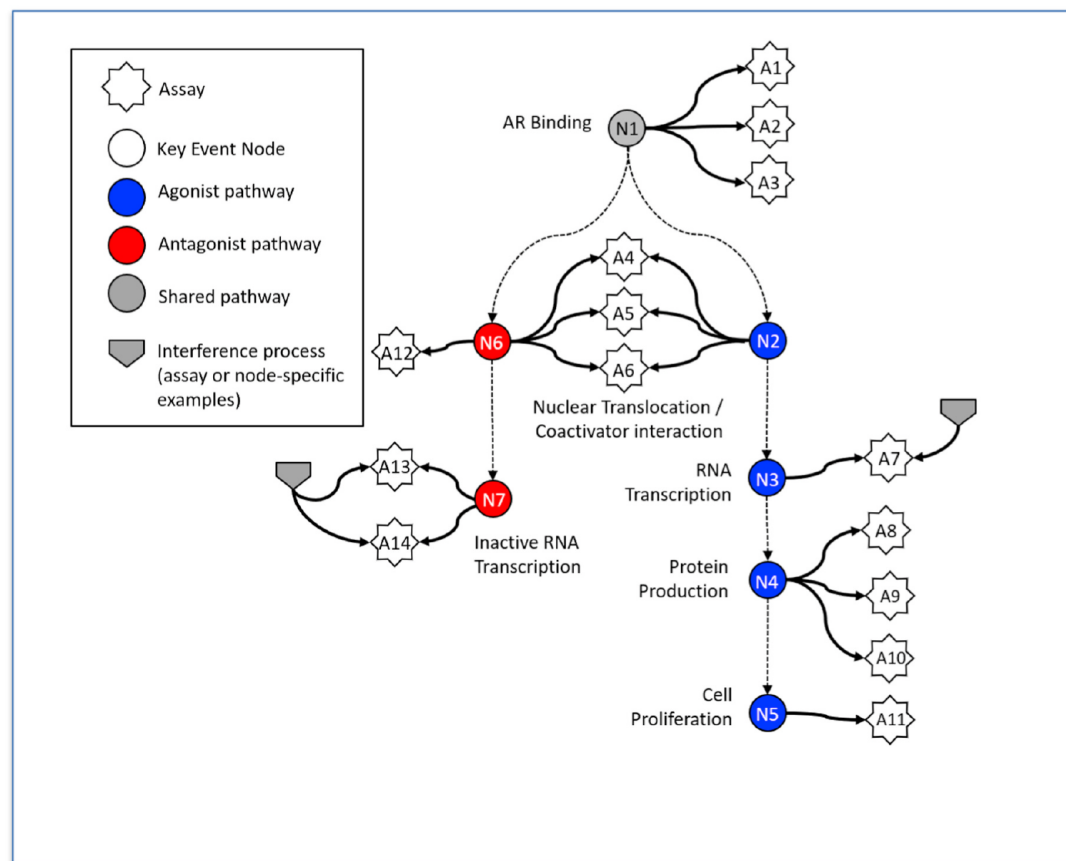 Assay
Key Event Node
Agonist pathway
Antagonist pathway
Shared pathway
Interference process
(assay or node-specific
examples)
AR Binding
N1
A1
A2
A3
A4
A5
A6
N6
N2
A12
Nuclear Translocation /
Coactivator interaction
A13
A14
N7
Inactive RNA
Transcription
RNA
Transcription
N3
A7
Protein
Production
N4
A8
A9
A10
Cell
Proliferation
N5
A11